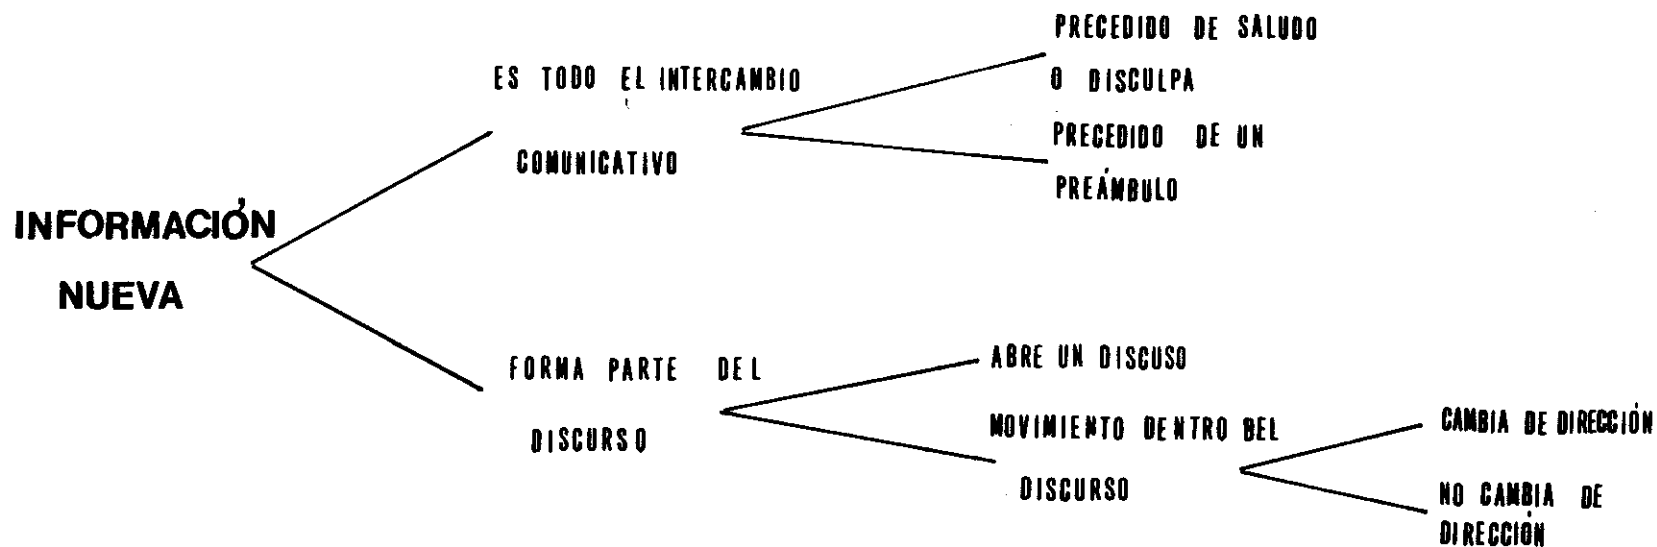 INFORMACIÓN
NUEVA
ES TODO EL INTERCAMBIO
COMUNICATIVO
PRECEDIDO DE SALUDO
O DISCULPA
PRECEDIDO DE UN
PREÁMBULO
FORMA PARTE DEL
DISCURSO
ABRE UN DISCUSO
MOVIMIENTO DENTRO BEL
DISCURSO
CAMBIA DE DIRECCIÓN
NO CAMBIA DE
DIRECCIÓN